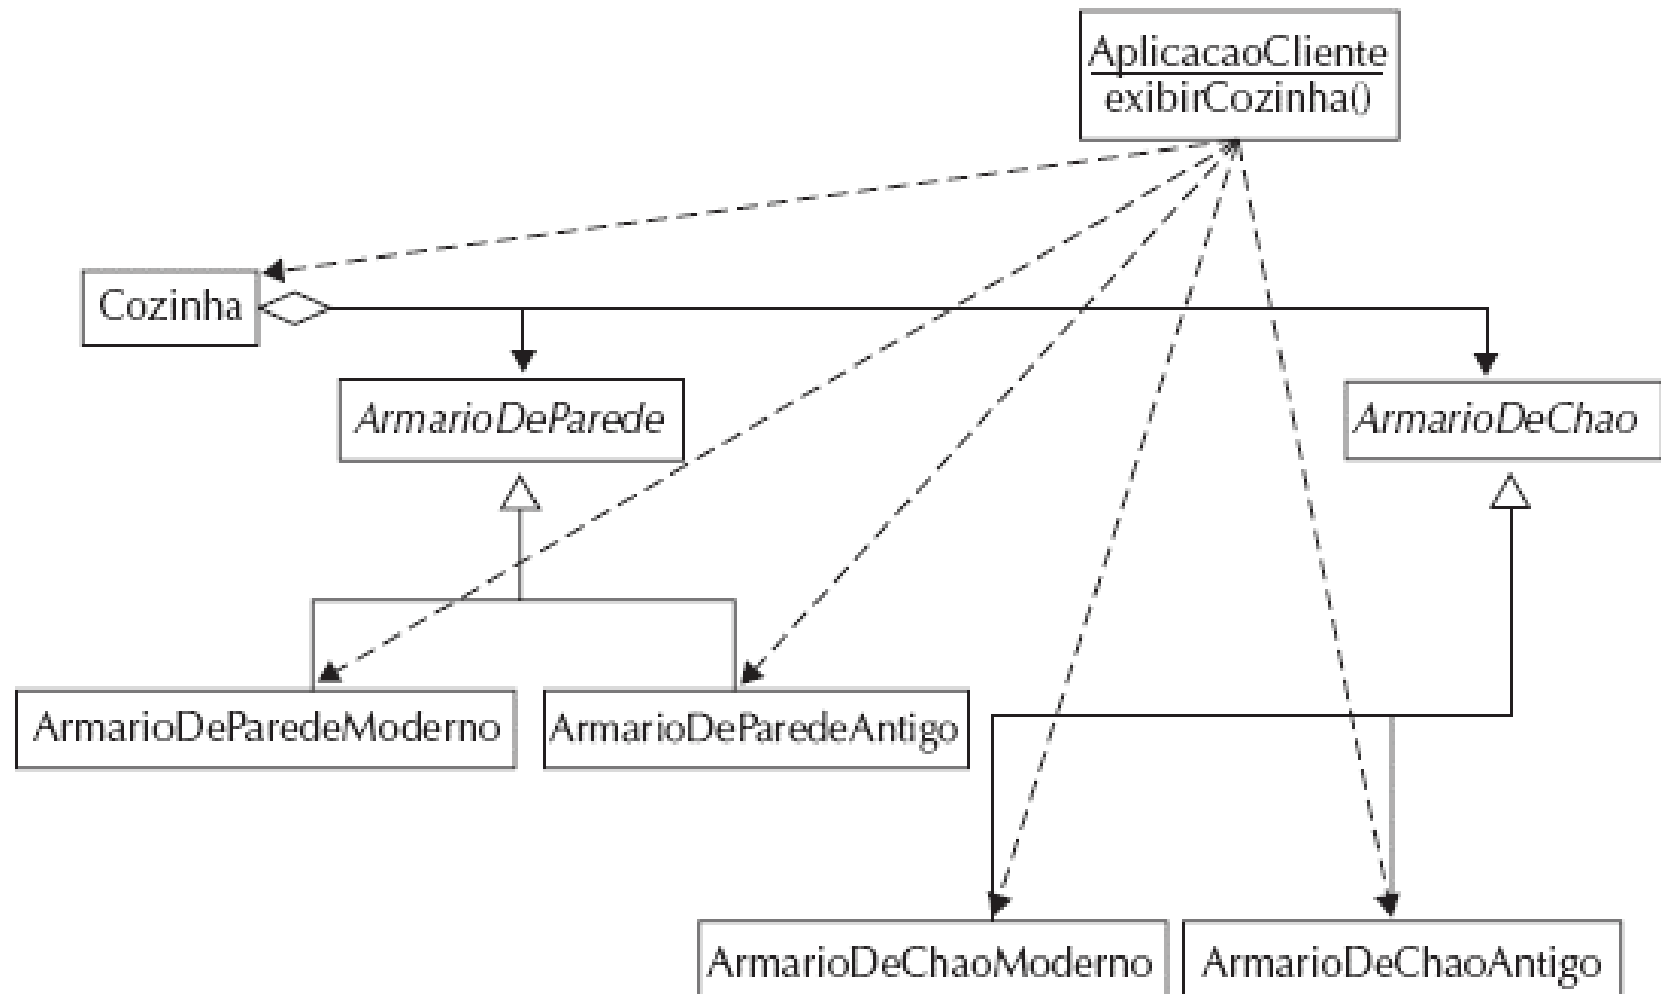 AplicacaoCliente
exibirCozinha()
Cozinha
ArmarioDeParede
ArmarioDeChao
ArmarioDeParedeModerno
ArmarioDeParedeAntigo
ArmarioDeChaoModerno
ArmarioDeChaoAntigo